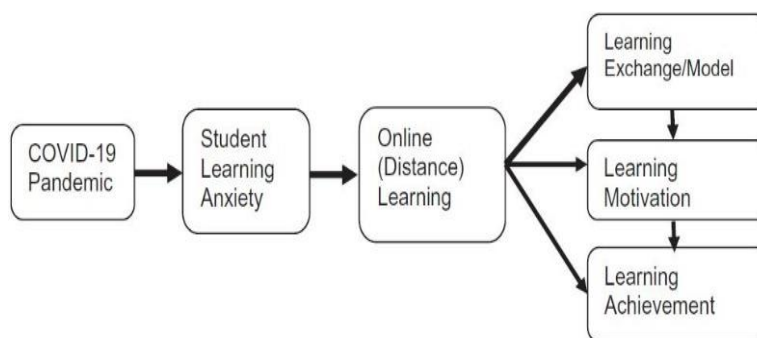 COVID-19
Pandemic
Student
Learning
Anxiety
Online
(Distance)
Learning
Learning
Exchange/Model
Learning
Motivation
Learning
Achievement